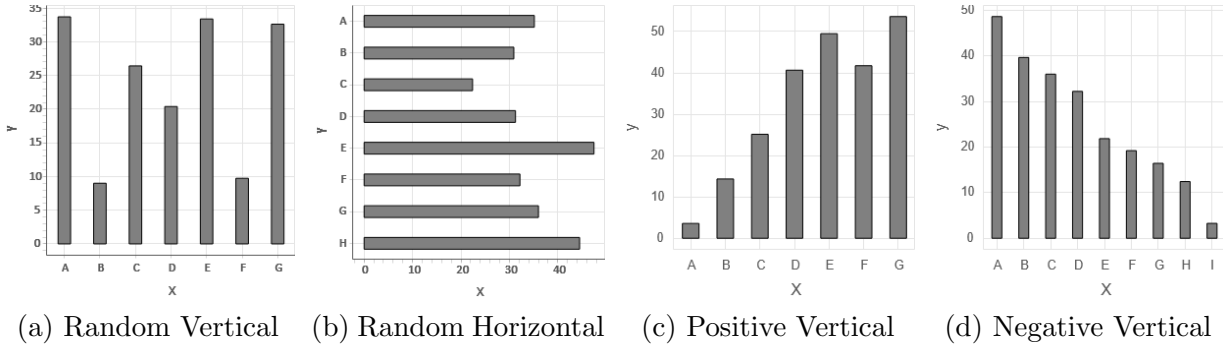 35
30
25
20
15
10
5
0
Y
A B C D E F G
X
(a) Random Vertical
A
B
C
D
E
F
G
H
Y
0 10 20 30 40
X
(b) Random Horizontal
50
40
30
20
10
0
y
A B C D E F G
X
(c) Positive Vertical
50
40
30
20
10
0
y
A B C D E F G H I
X
(d) Negative Vertical